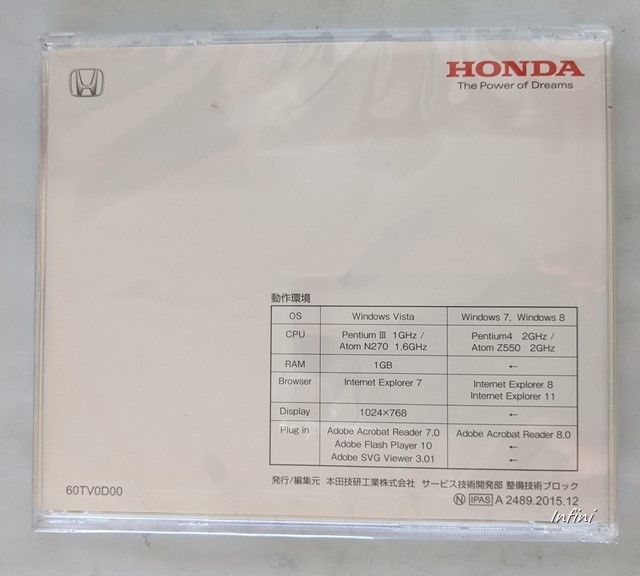 HONDA
The Power of Dreams
動作環境
OS Windows Vista Windows 7, Windows 8
CPU Pentium Ⅲ 1GHz / Pentium4 2GHz /
Atom N270 1.6GHz Atom Z550 2GHz
RAM 1GB ←
Browser Internet Explorer 7 Internet Explorer 8
Internet Explorer 11
Display 1024×768 ←
Plug in Adobe Acrobat Reader 7.0 Adobe Acrobat Reader 8.0
Adobe Flash Player 10 ←
Adobe SVG Viewer 3.01 ←
発行/編集元 本田技研工業株式会社 サービス技術開発部 整備技術ブロック
60TV0D00
Ⓝ IPAS A 2489.2015.12
Infini